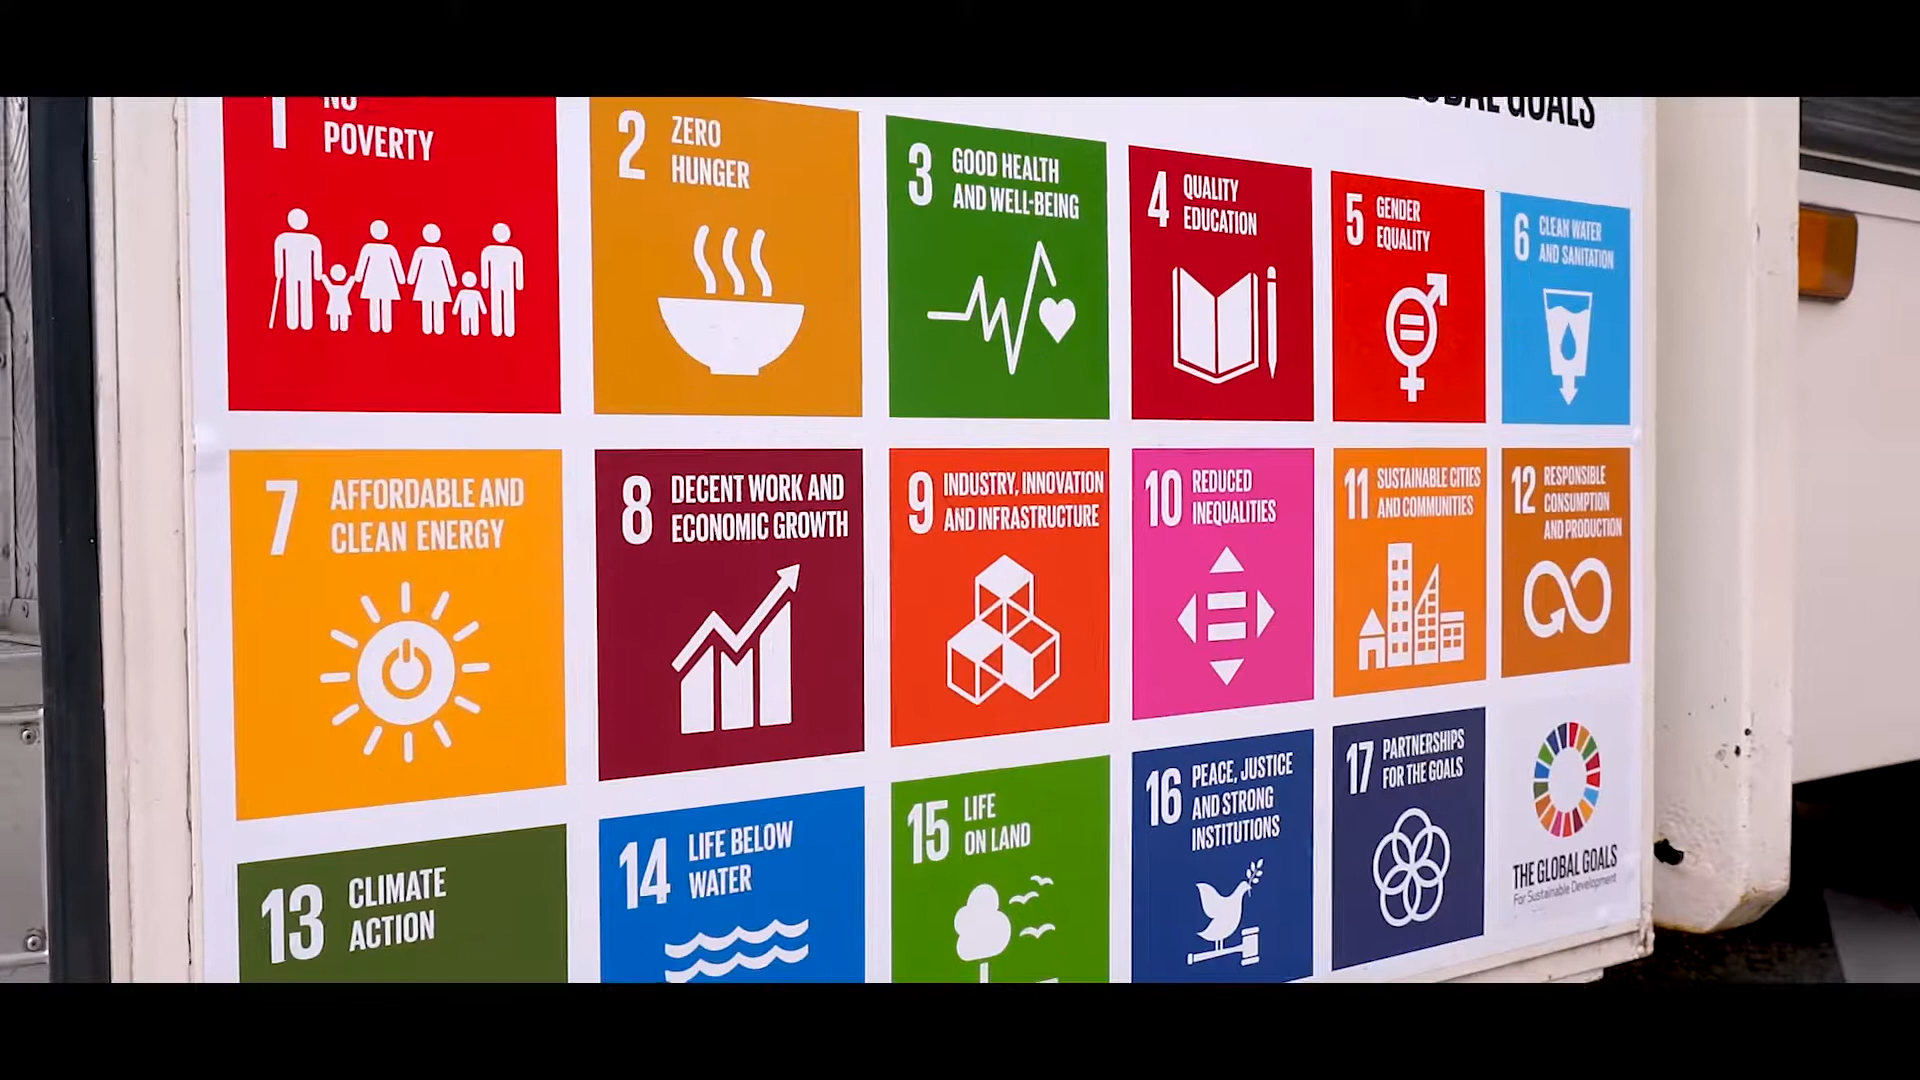 GLOBAL GOALS
1 NO
POVERTY
2 ZERO
HUNGER
3 GOOD HEALTH
AND WELL-BEING
4 QUALITY
EDUCATION
5 GENDER
EQUALITY
6 CLEAN WATER
AND SANITATION
7 AFFORDABLE AND
CLEAN ENERGY
8 DECENT WORK AND
ECONOMIC GROWTH
9 INDUSTRY, INNOVATION
AND INFRASTRUCTURE
10 REDUCED
INEQUALITIES
11 SUSTAINABLE CITIES
AND COMMUNITIES
12 RESPONSIBLE
CONSUMPTION
AND PRODUCTION
13 CLIMATE
ACTION
14 LIFE BELOW
WATER
15 LIFE
ON LAND
16 PEACE, JUSTICE
AND STRONG
INSTITUTIONS
17 PARTNERSHIPS
FOR THE GOALS
THE GLOBAL GOALS
For Sustainable Development